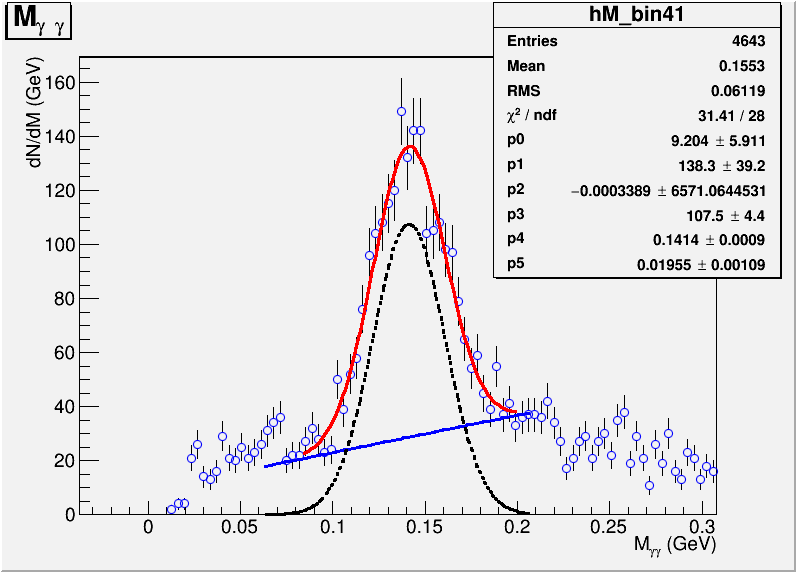 M γ γ
hM_bin41
Entries 4643
Mean 0.1553
RMS 0.06119
χ² / ndf 31.41 / 28
p0 9.204 ± 5.911
p1 138.3 ± 39.2
p2 −0.0003389 ± 6571.0644531
p3 107.5 ± 4.4
p4 0.1414 ± 0.0009
p5 0.01955 ± 0.00109
dN/dM (GeV)
160
140
120
100
80
60
40
20
0
0 0.05 0.1 0.15 0.2 0.25 0.3
M γγ (GeV)